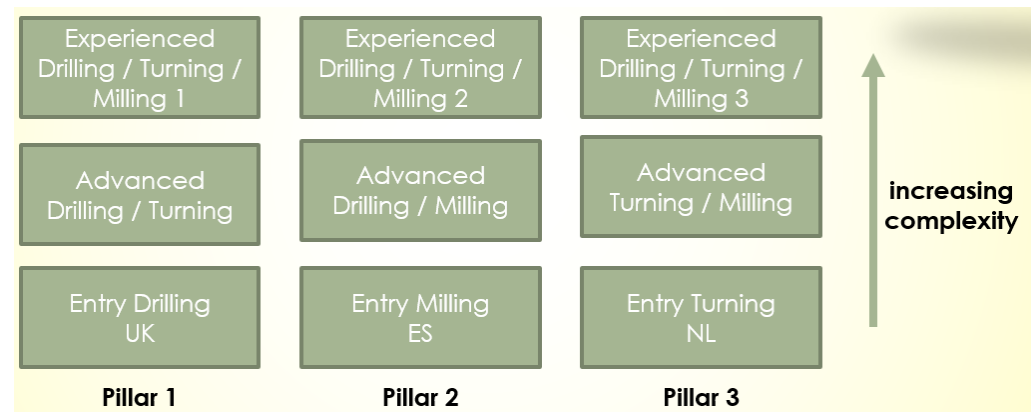 Experienced
Drilling / Turning /
Milling 1
Experienced
Drilling / Turning /
Milling 2
Experienced
Drilling / Turning /
Milling 3
Advanced
Drilling / Turning
Advanced
Drilling / Milling
Advanced
Turning / Milling
increasing
complexity
Entry Drilling
UK
Entry Milling
ES
Entry Turning
NL
Pillar 1
Pillar 2
Pillar 3